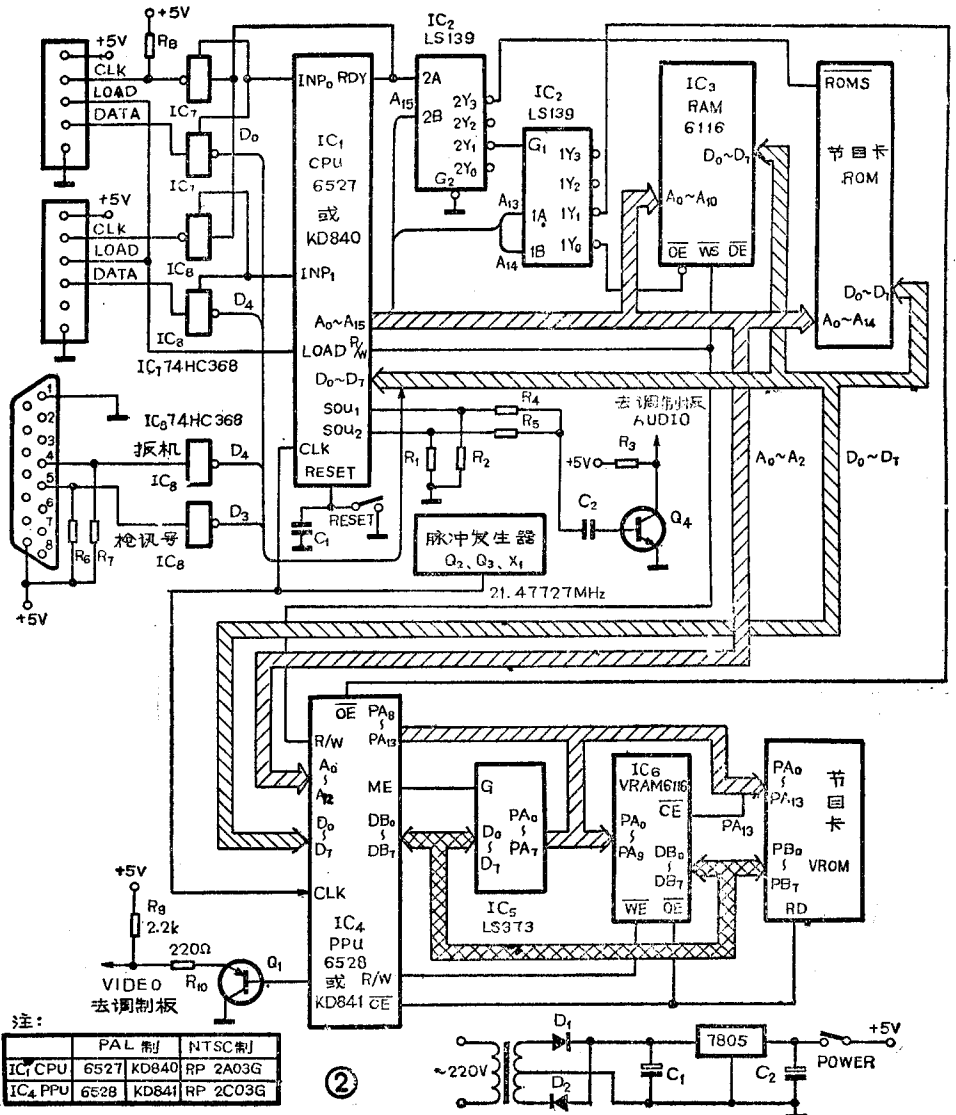 +5V
R8
CLK
LOAD
DATA
IC7
D0
IC7
+5V
CLK
LOAD
DATA
IC8
D4
IC8
IC7 74HC368
INP0 RDY
IC1
CPU
6527
或
KD840
INP1
A0~A15
LOAD R/W
D0~D7
SOU1
SOU2
CLK
RESET
IC2
LS139
A15
2A
2B
2Y3
2Y2
2Y1
2Y0
G2
IC2
LS139
G1
1Y3
1Y2
1Y1
1Y0
1A
1B
A13
A14
IC3
RAM
6116
D0~D7
A0~A10
OE WS DE
ROMS
节目卡
ROM
D0~D7
A0~A14
1
2
3
4
5
6
7
8
IC8 74HC368
扳机
D4
IC8
枪讯号
D3
IC8
R6 R7
+5V
C1
RESET
R1
R2
R4
R5
去调制板
AUDIO
R3
+5V
C2
Q4
脉冲发生器
Q2、Q3、X1
21.47727MHz
A0~A2
D0~D7
OE
PA8
~
PA13
R/W
A0
~
A12
D0
~
D7
ME
DB0
~
DB7
CLK
IC4
PPU
6528
或
KD841
R/W
CE
G
D0
~
D7
PA0
~
PA7
IC5
LS373
IC6
VRAM6116
CE
PA0
~
PA9
DB0
~
DB7
WE OE
PA13
PA0
~
PA13
节目卡
PB0
~
PB7
VROM
RD
+5V
R9
2.2k
220Ω
R10
Q1
VIDEO
去调制板
注:
PAL 制 NTSC制
IC1 CPU 6527 KD840 RP 2A03G
IC4 PPU 6528 KD841 RP 2C03G
②
~220V
D1
D2
C1
7805
C2
POWER
+5V